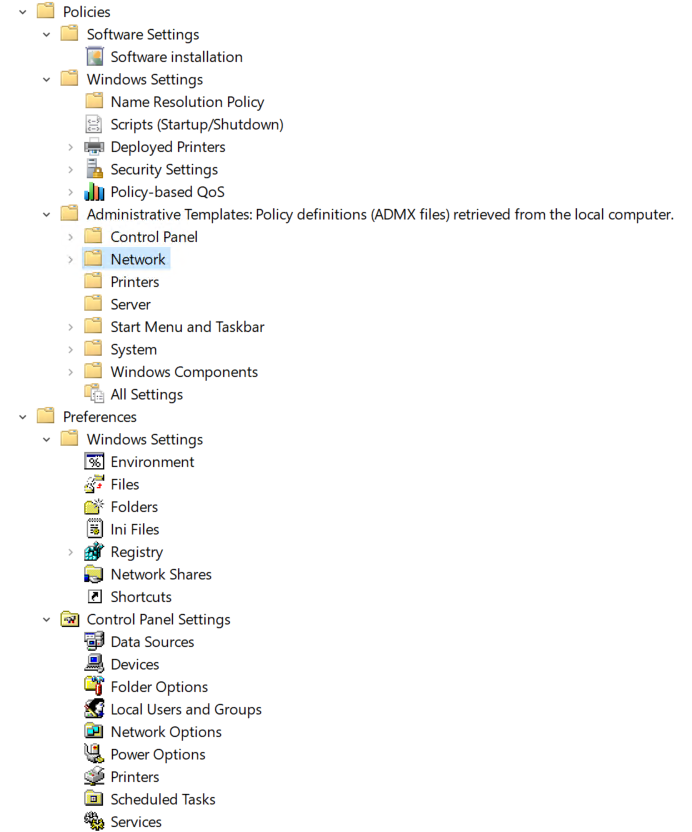 Policies
Software Settings
Software installation
Windows Settings
Name Resolution Policy
Scripts (Startup/Shutdown)
Deployed Printers
Security Settings
Policy-based QoS
Administrative Templates: Policy definitions (ADMX files) retrieved from the local computer.
Control Panel
Network
Printers
Server
Start Menu and Taskbar
System
Windows Components
All Settings
Preferences
Windows Settings
Environment
Files
Folders
Ini Files
Registry
Network Shares
Shortcuts
Control Panel Settings
Data Sources
Devices
Folder Options
Local Users and Groups
Network Options
Power Options
Printers
Scheduled Tasks
Services